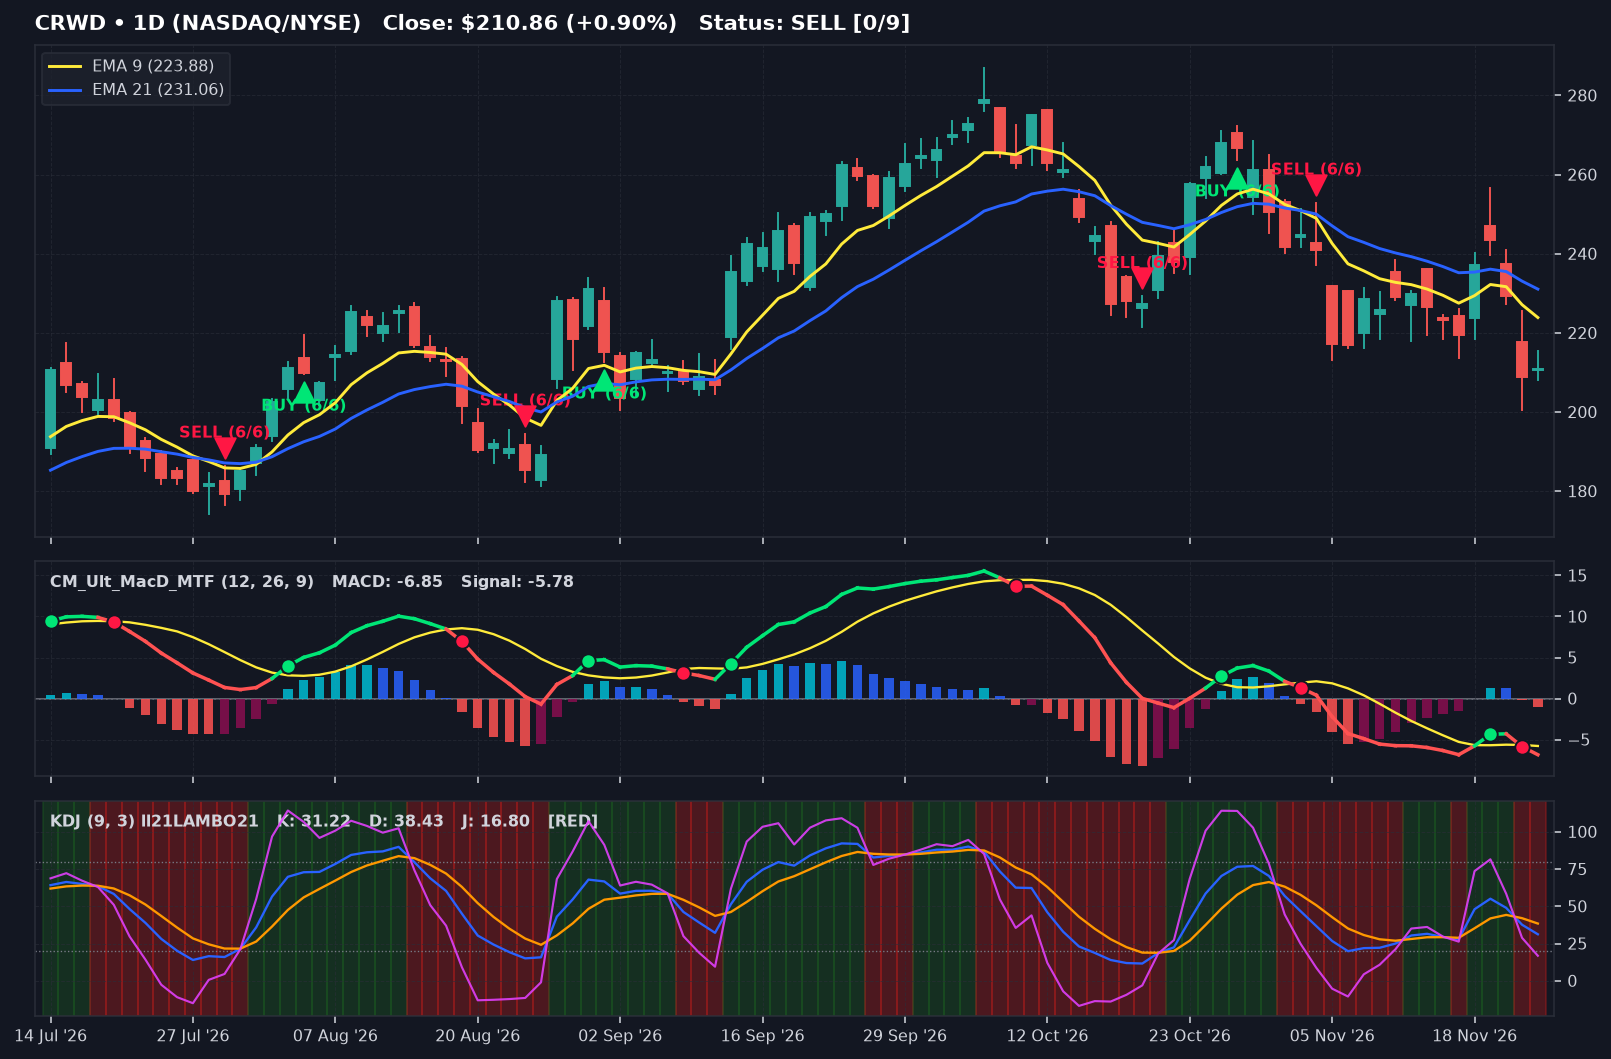 CRWD • 1D (NASDAQ/NYSE)   Close: $210.86 (+0.90%)   Status: SELL [0/9]
EMA 9 (223.88)
EMA 21 (231.06)
280
260
240
220
200
180
SELL (6/6)
BUY (6/6)
SELL (6/6)
BUY (6/6)
SELL (6/6)
BUY (6/6)
SELL (6/6)
CM_Ult_MacD_MTF (12, 26, 9)   MACD: -6.85   Signal: -5.78
15
10
5
0
−5
KDJ (9, 3) II21LAMBO21   K: 31.22   D: 38.43   J: 16.80   [RED]
100
75
50
25
0
14 Jul '26
27 Jul '26
07 Aug '26
20 Aug '26
02 Sep '26
16 Sep '26
29 Sep '26
12 Oct '26
23 Oct '26
05 Nov '26
18 Nov '26